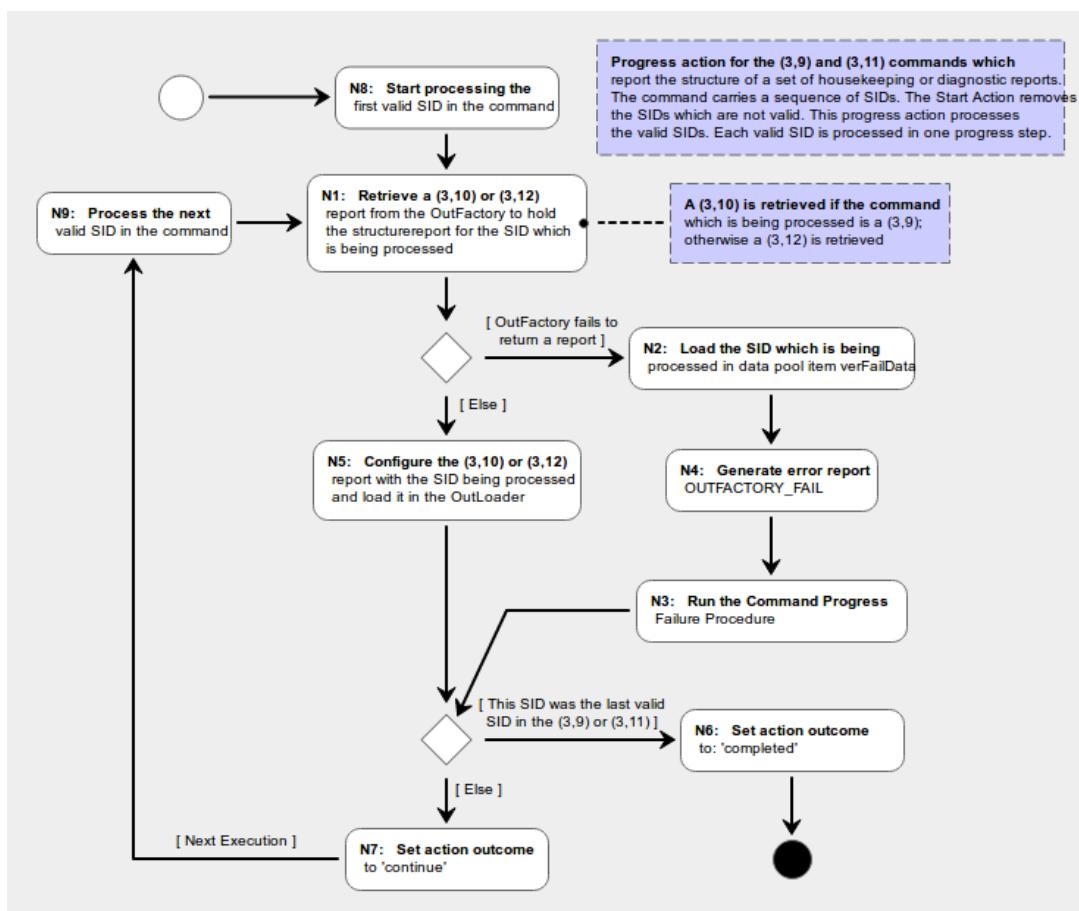 Progress action for the (3,9) and (3,11) commands which
report the structure of a set of housekeeping or diagnostic reports.
The command carries a sequence of SIDs. The Start Action removes
the SIDs which are not valid. This progress action processes
the valid SIDs. Each valid SID is processed in one progress step.
N8: Start processing the
first valid SID in the command
N1: Retrieve a (3,10) or (3,12)
report from the OutFactory to hold
the structurereport for the SID which
is being processed
N9: Process the next
valid SID in the command
A (3,10) is retrieved if the command
which is being processed is a (3,9);
otherwise a (3,12) is retrieved
[ OutFactory fails to
return a report ]
N2: Load the SID which is being
processed in data pool item verFailData
[ Else ]
N5: Configure the (3,10) or (3,12)
report with the SID being processed
and load it in the OutLoader
N4: Generate error report
OUTFACTORY_FAIL
N3: Run the Command Progress
Failure Procedure
[ This SID was the last valid
SID in the (3,9) or (3,11) ]
N6: Set action outcome
to: 'completed'
[ Else ]
[ Next Execution ]
N7: Set action outcome
to 'continue'